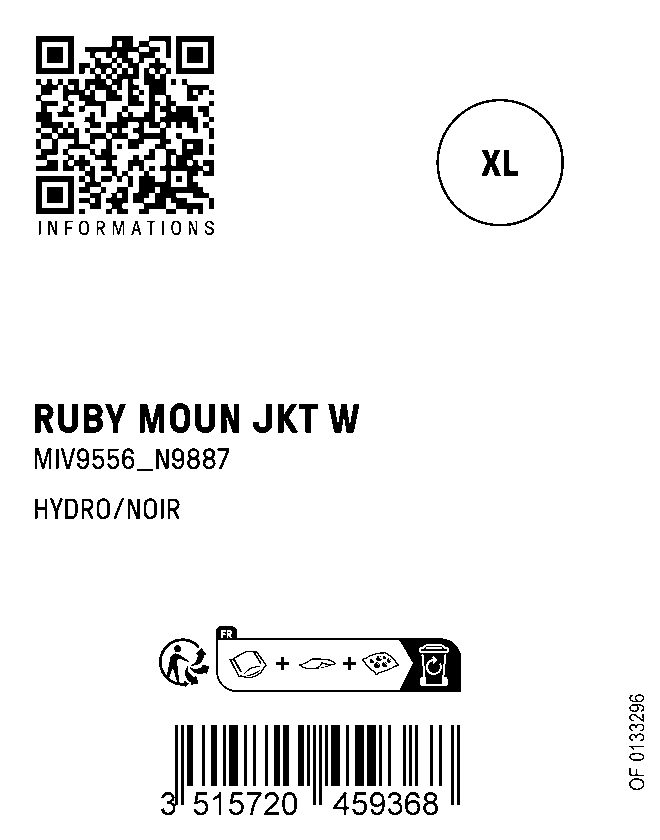 INFORMATIONS
XL
RUBY MOUN JKT W
MIV9556_N9887
HYDRO/NOIR
FR
+ +
OF 0133296
3 515720 459368